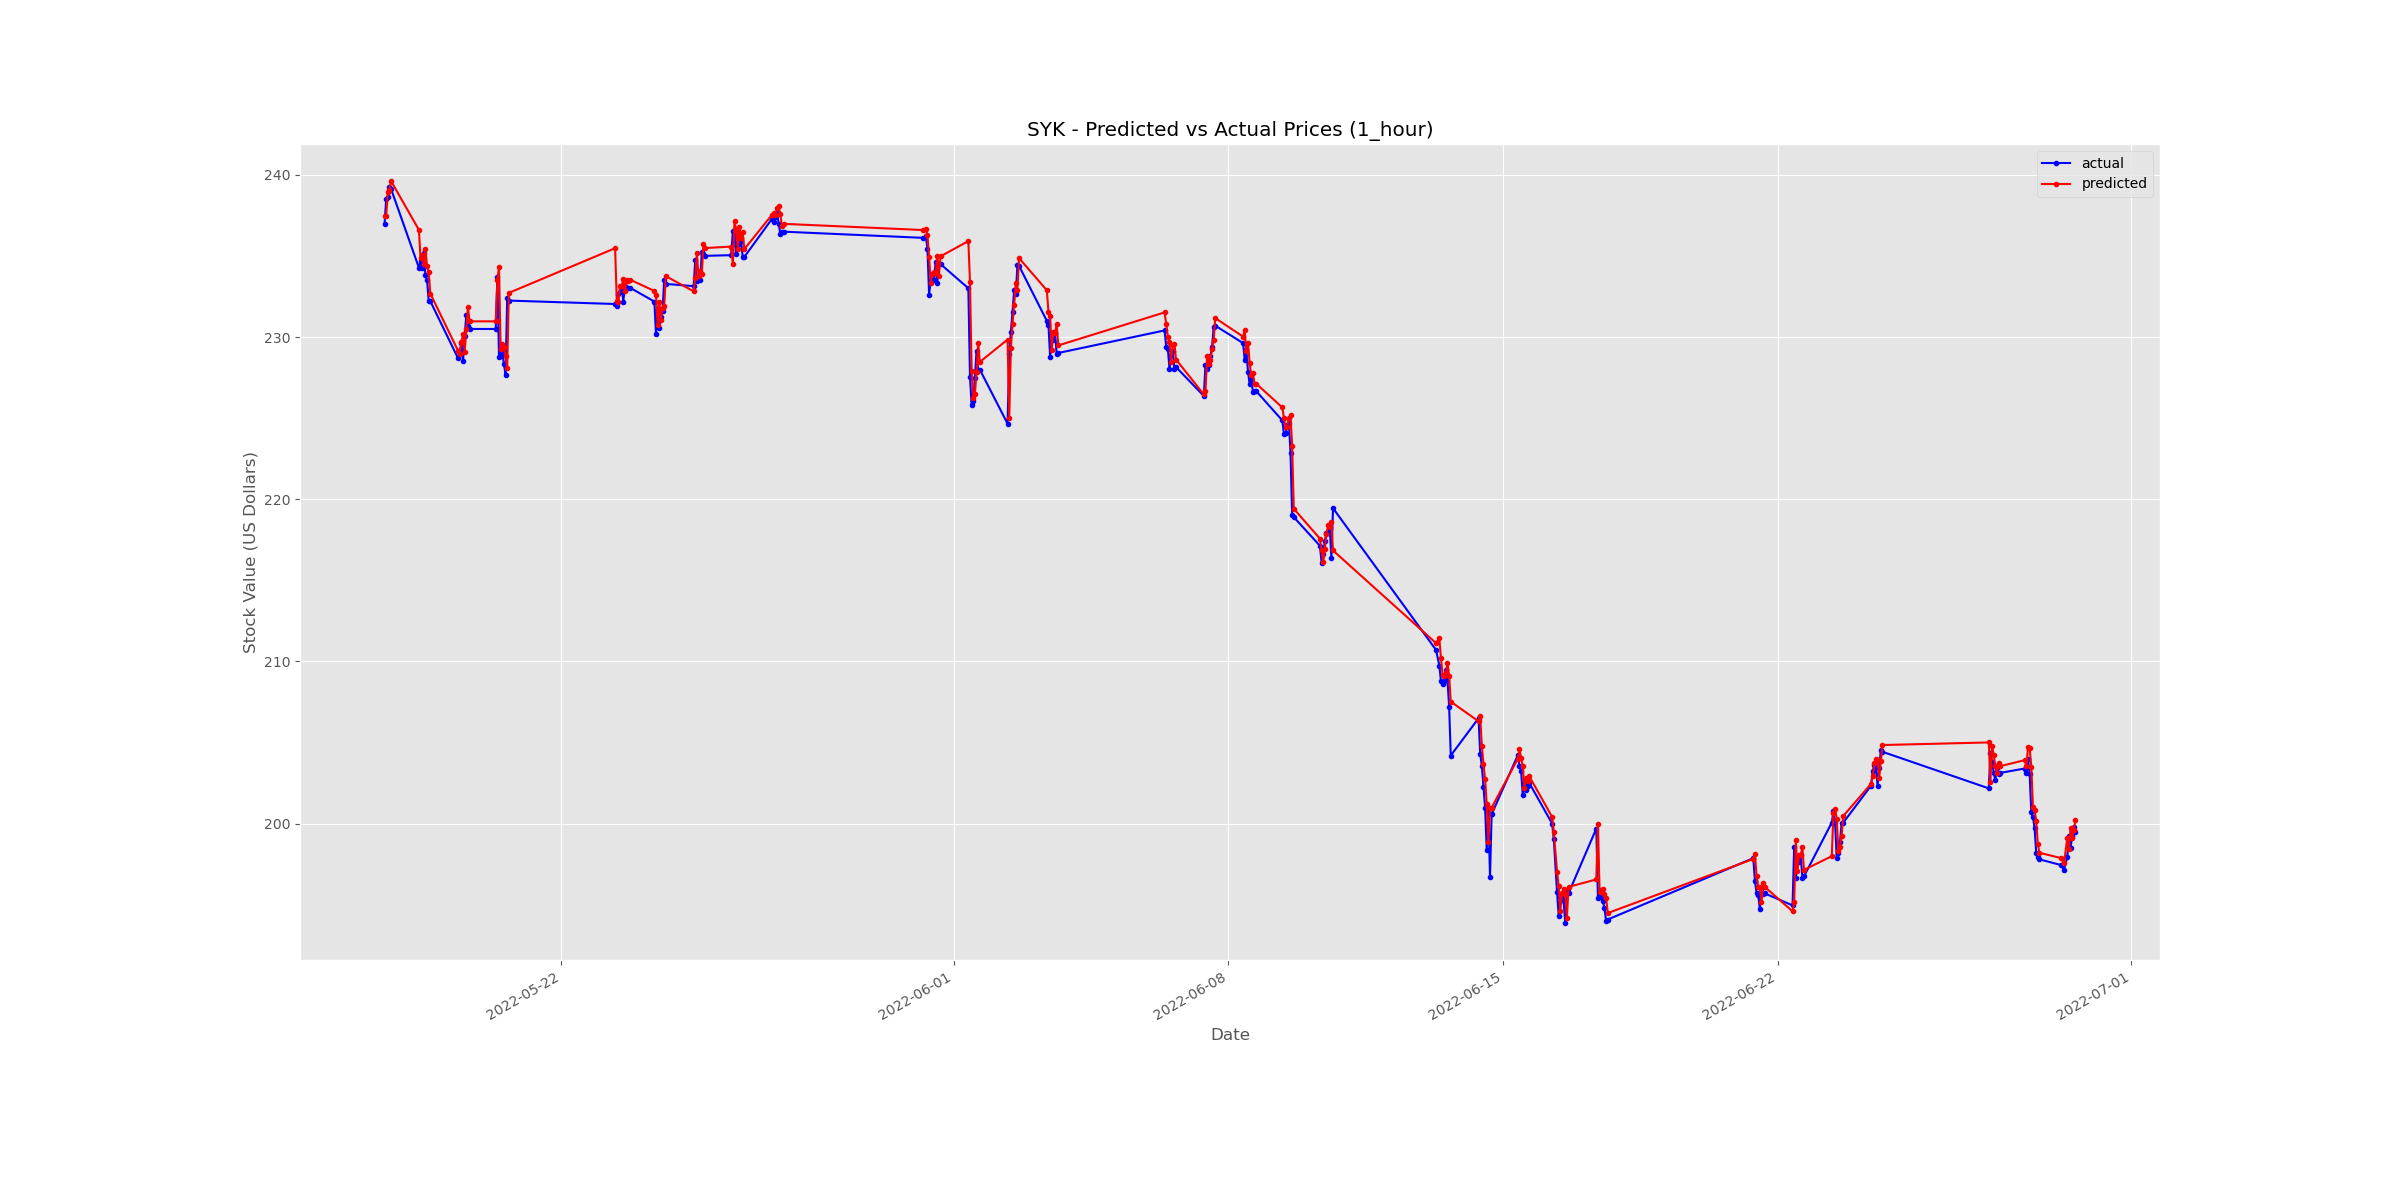 SYK - Predicted vs Actual Prices (1_hour)
actual
predicted
Stock Value (US Dollars)
240
230
220
210
200
2022-05-22
2022-06-01
2022-06-08
2022-06-15
2022-06-22
2022-07-01
Date